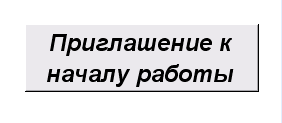 Приглашение к
началу работы